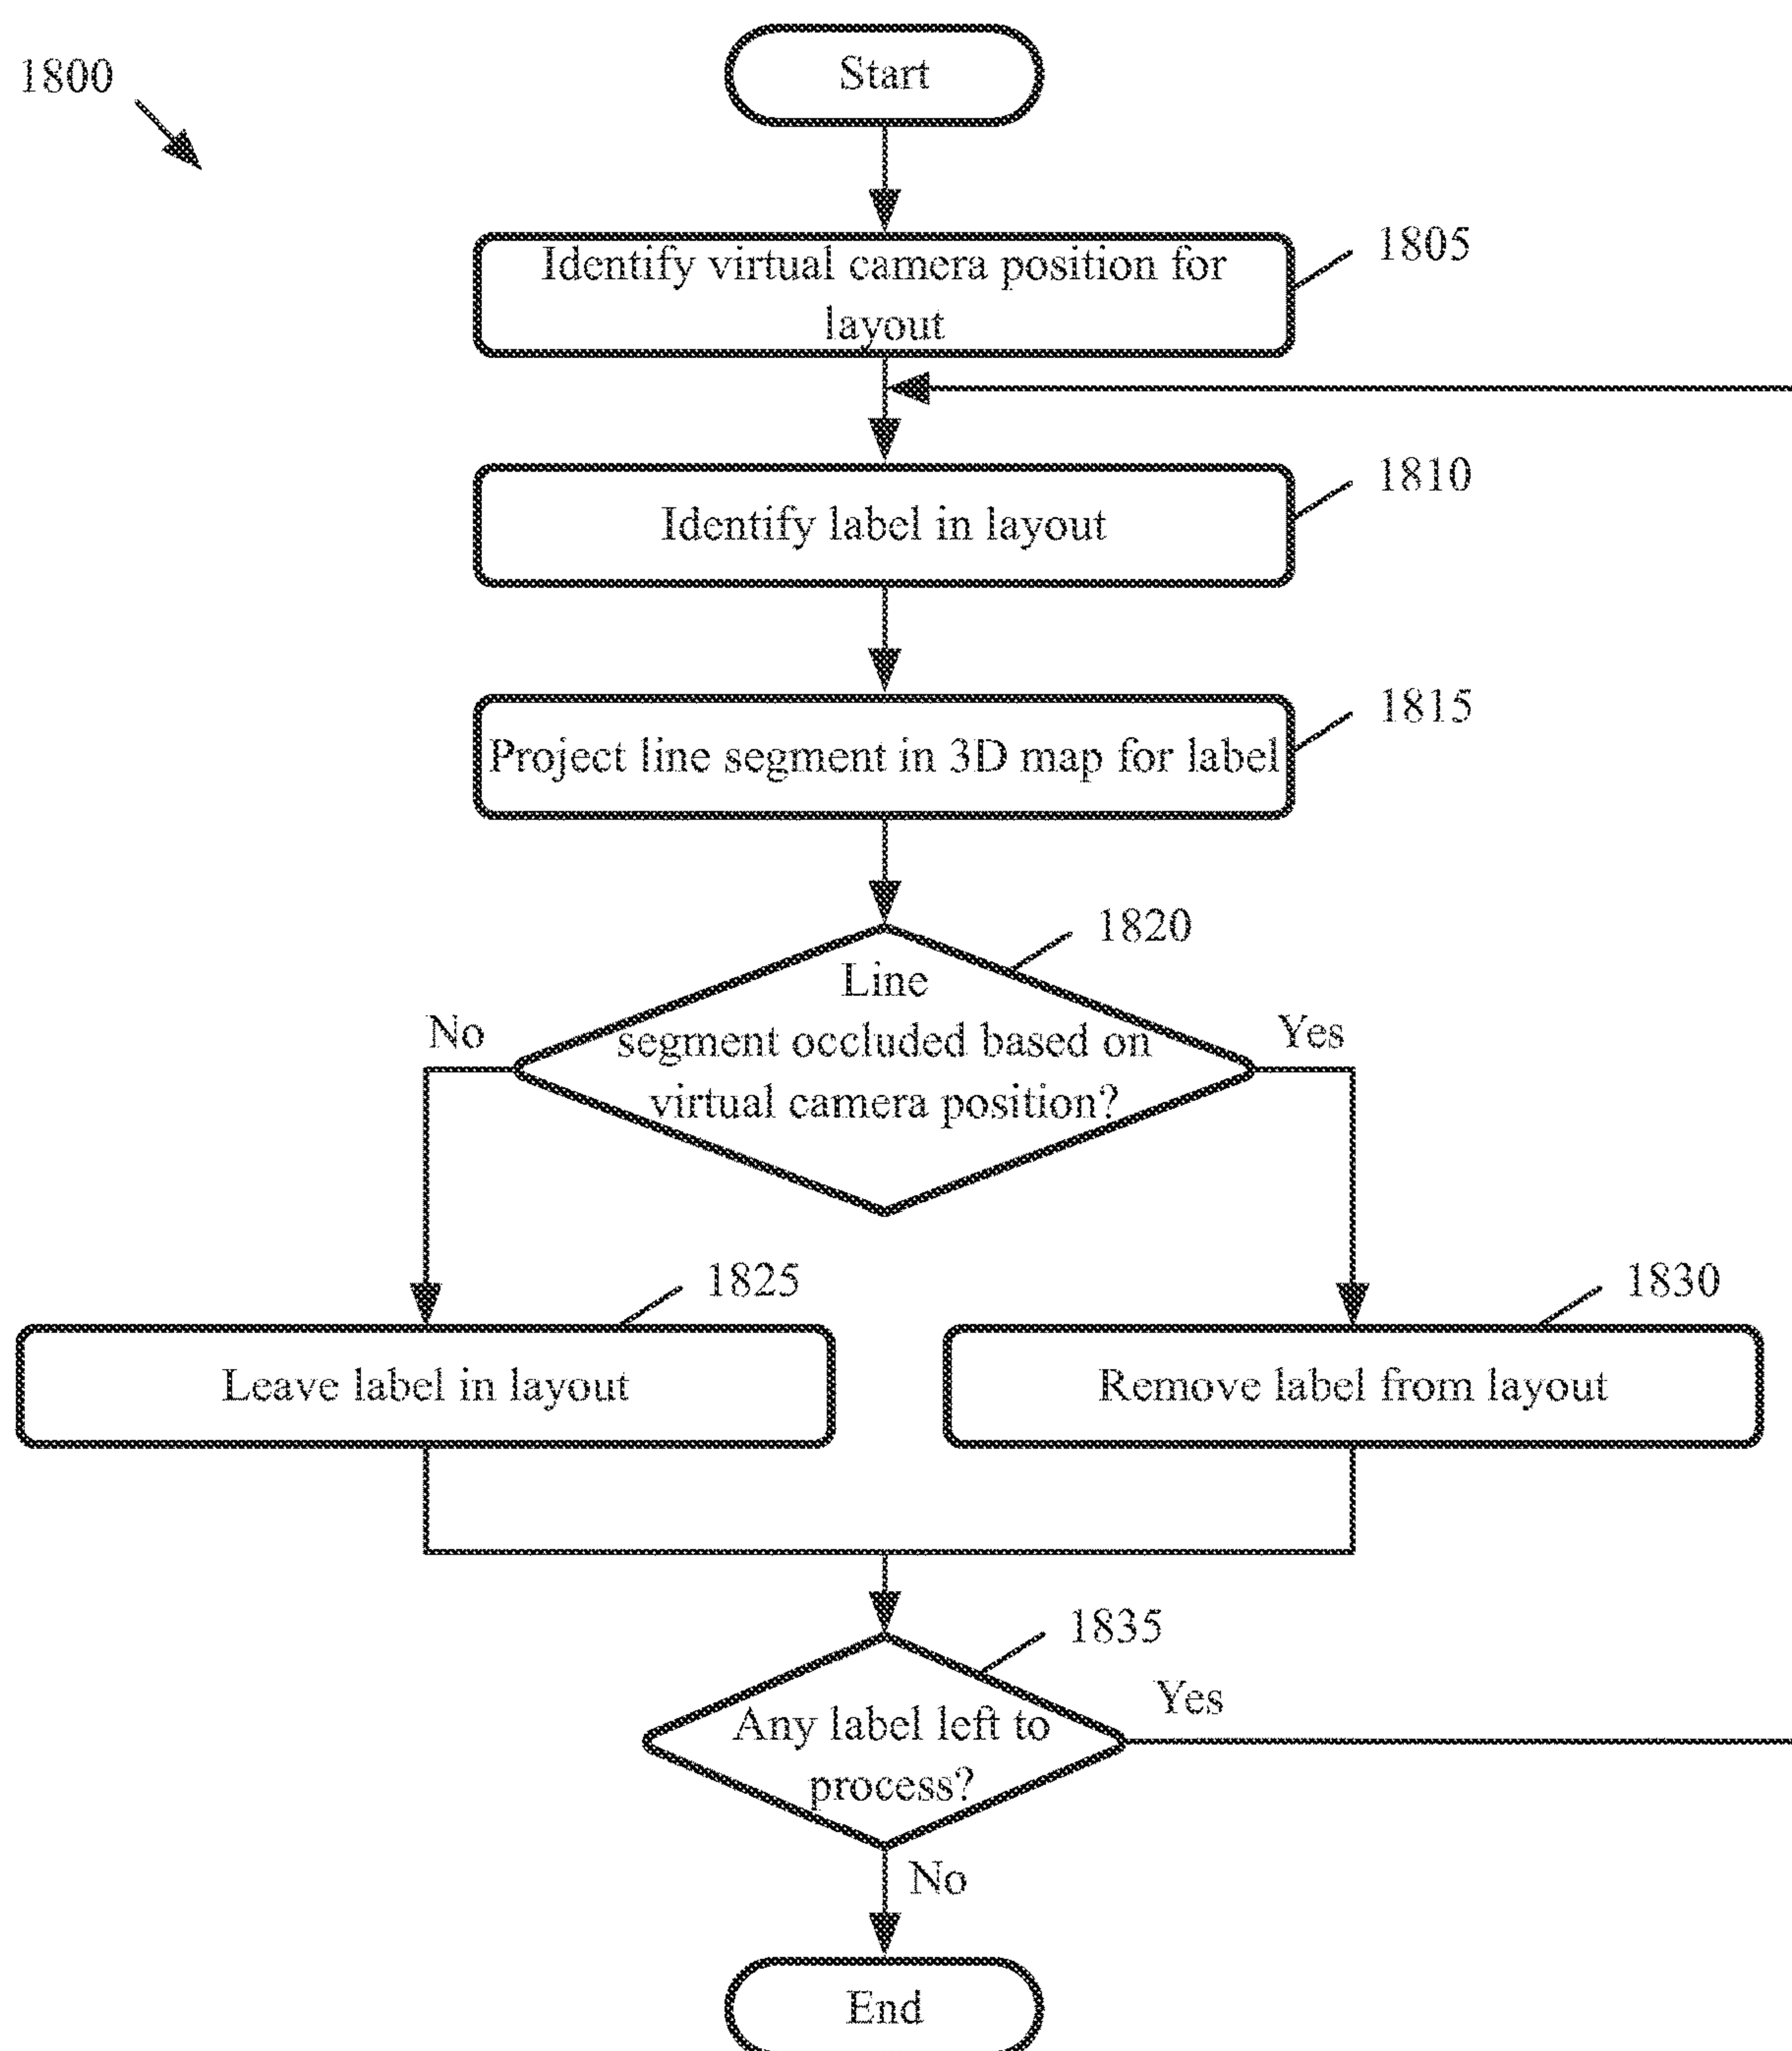 1800
Start
Identify virtual camera position for
layout
1805
Identify label in layout
1810
Project line segment in 3D map for label
1815
Line
segment occluded based on
virtual camera position?
1820
No
Yes
Leave label in layout
1825
Remove label from layout
1830
Any label left to
process?
1835
Yes
No
End